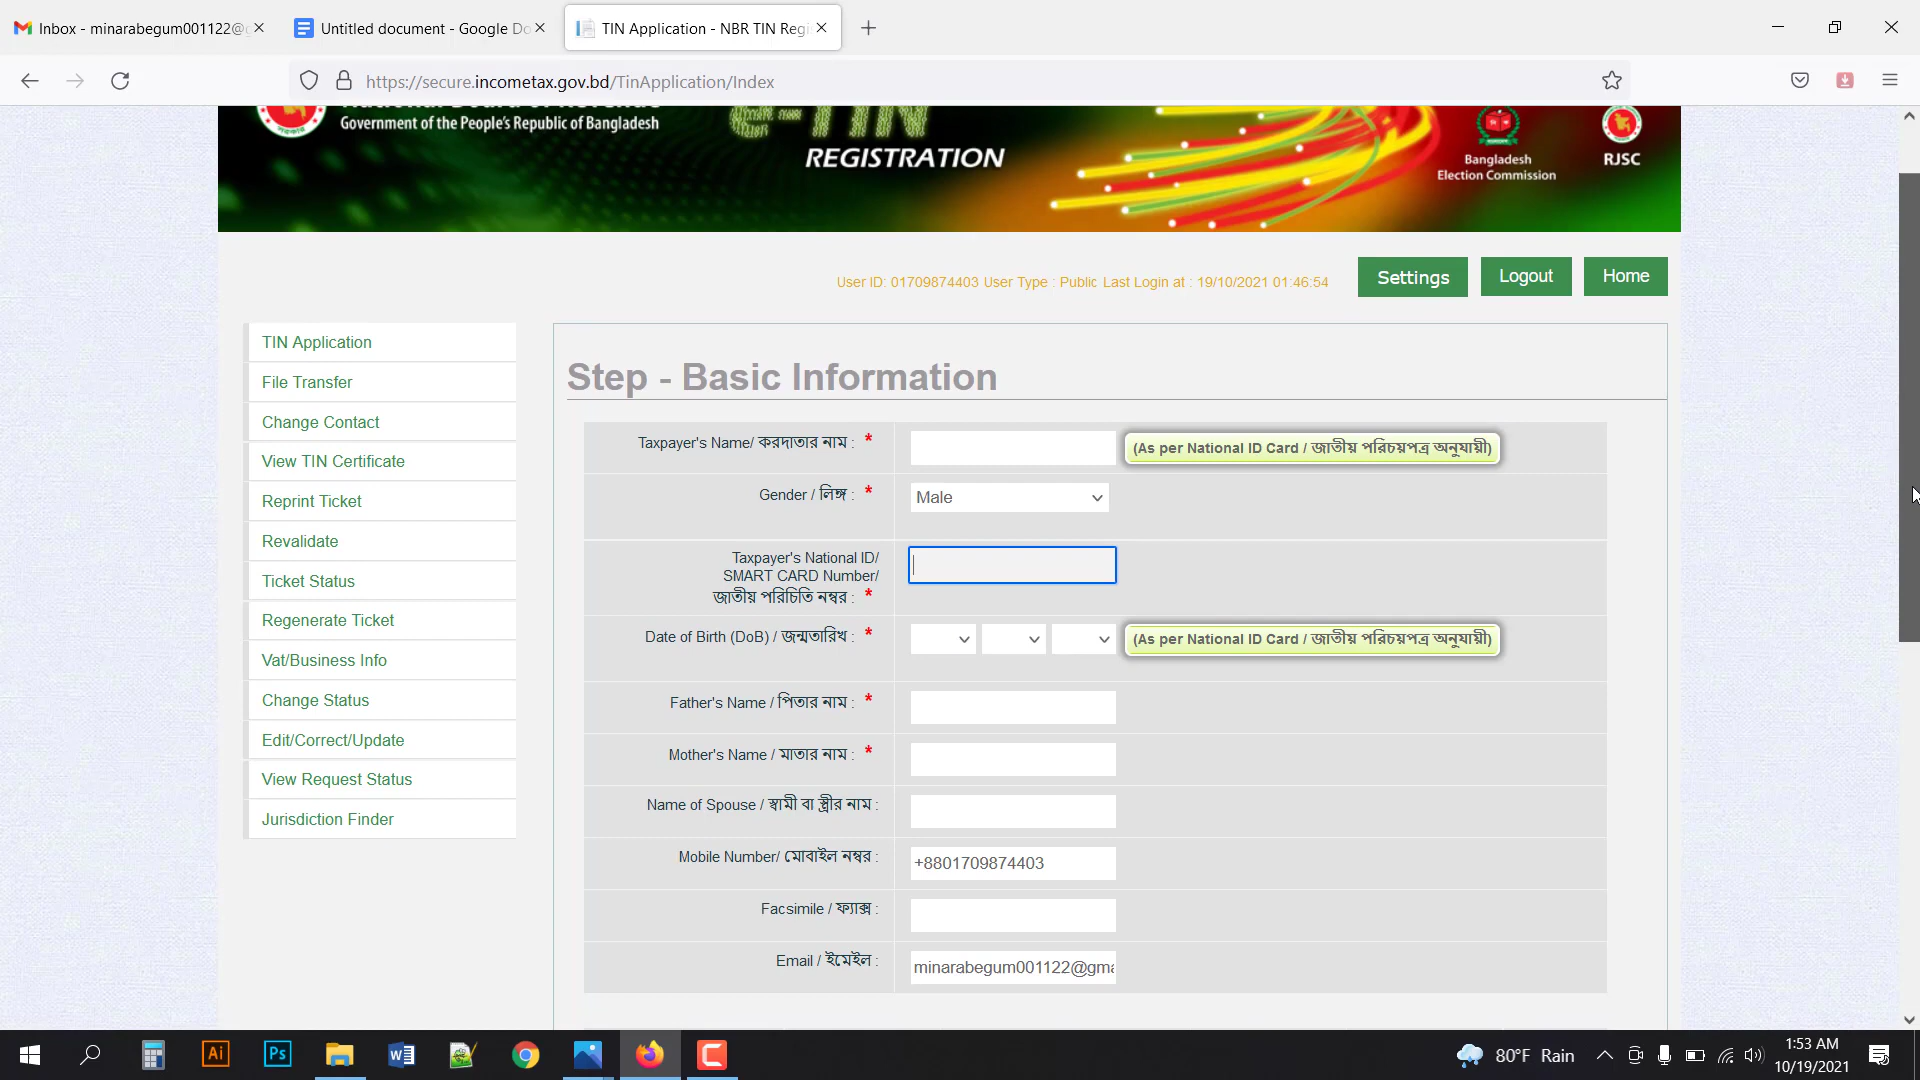 Inbox - minarabegum001122@g
Untitled document - Google Do
TIN Application - NBR TIN Regi
https://secure.incometax.gov.bd/TinApplication/Index
Government of the People's Republic of Bangladesh
REGISTRATION
Bangladesh
Election Commission
RJSC
User ID: 01709874403 User Type : Public Last Login at : 19/10/2021 01:46:54
Settings
Logout
Home
TIN Application
File Transfer
Change Contact
View TIN Certificate
Reprint Ticket
Revalidate
Ticket Status
Regenerate Ticket
Vat/Business Info
Change Status
Edit/Correct/Update
View Request Status
Jurisdiction Finder
Step - Basic Information
Taxpayer's Name/ করদাতার নাম : *
(As per National ID Card / জাতীয় পরিচয়পত্র অনুযায়ী)
Gender / লিঙ্গ : *
Male
Taxpayer's National ID/
SMART CARD Number/
জাতীয় পরিচিতি নম্বর : *
Date of Birth (DoB) / জন্মতারিখ : *
(As per National ID Card / জাতীয় পরিচয়পত্র অনুযায়ী)
Father's Name / পিতার নাম : *
Mother's Name / মাতার নাম : *
Name of Spouse / স্বামী বা স্ত্রীর নাম :
Mobile Number/ মোবাইল নম্বর :
+8801709874403
Facsimile / ফ্যাক্স :
Email / ইমেইল :
minarabegum001122@gma
Ai
Ps
80°F Rain
1:53 AM
10/19/2021